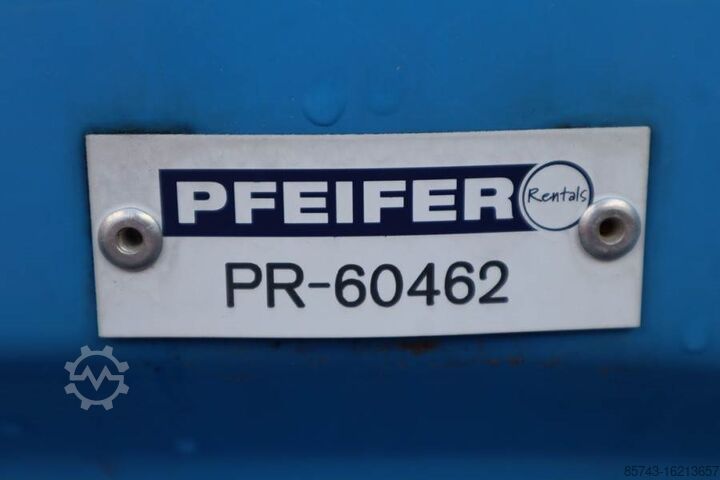 PFEIFER Rentals
PR-60462
85743-16213657